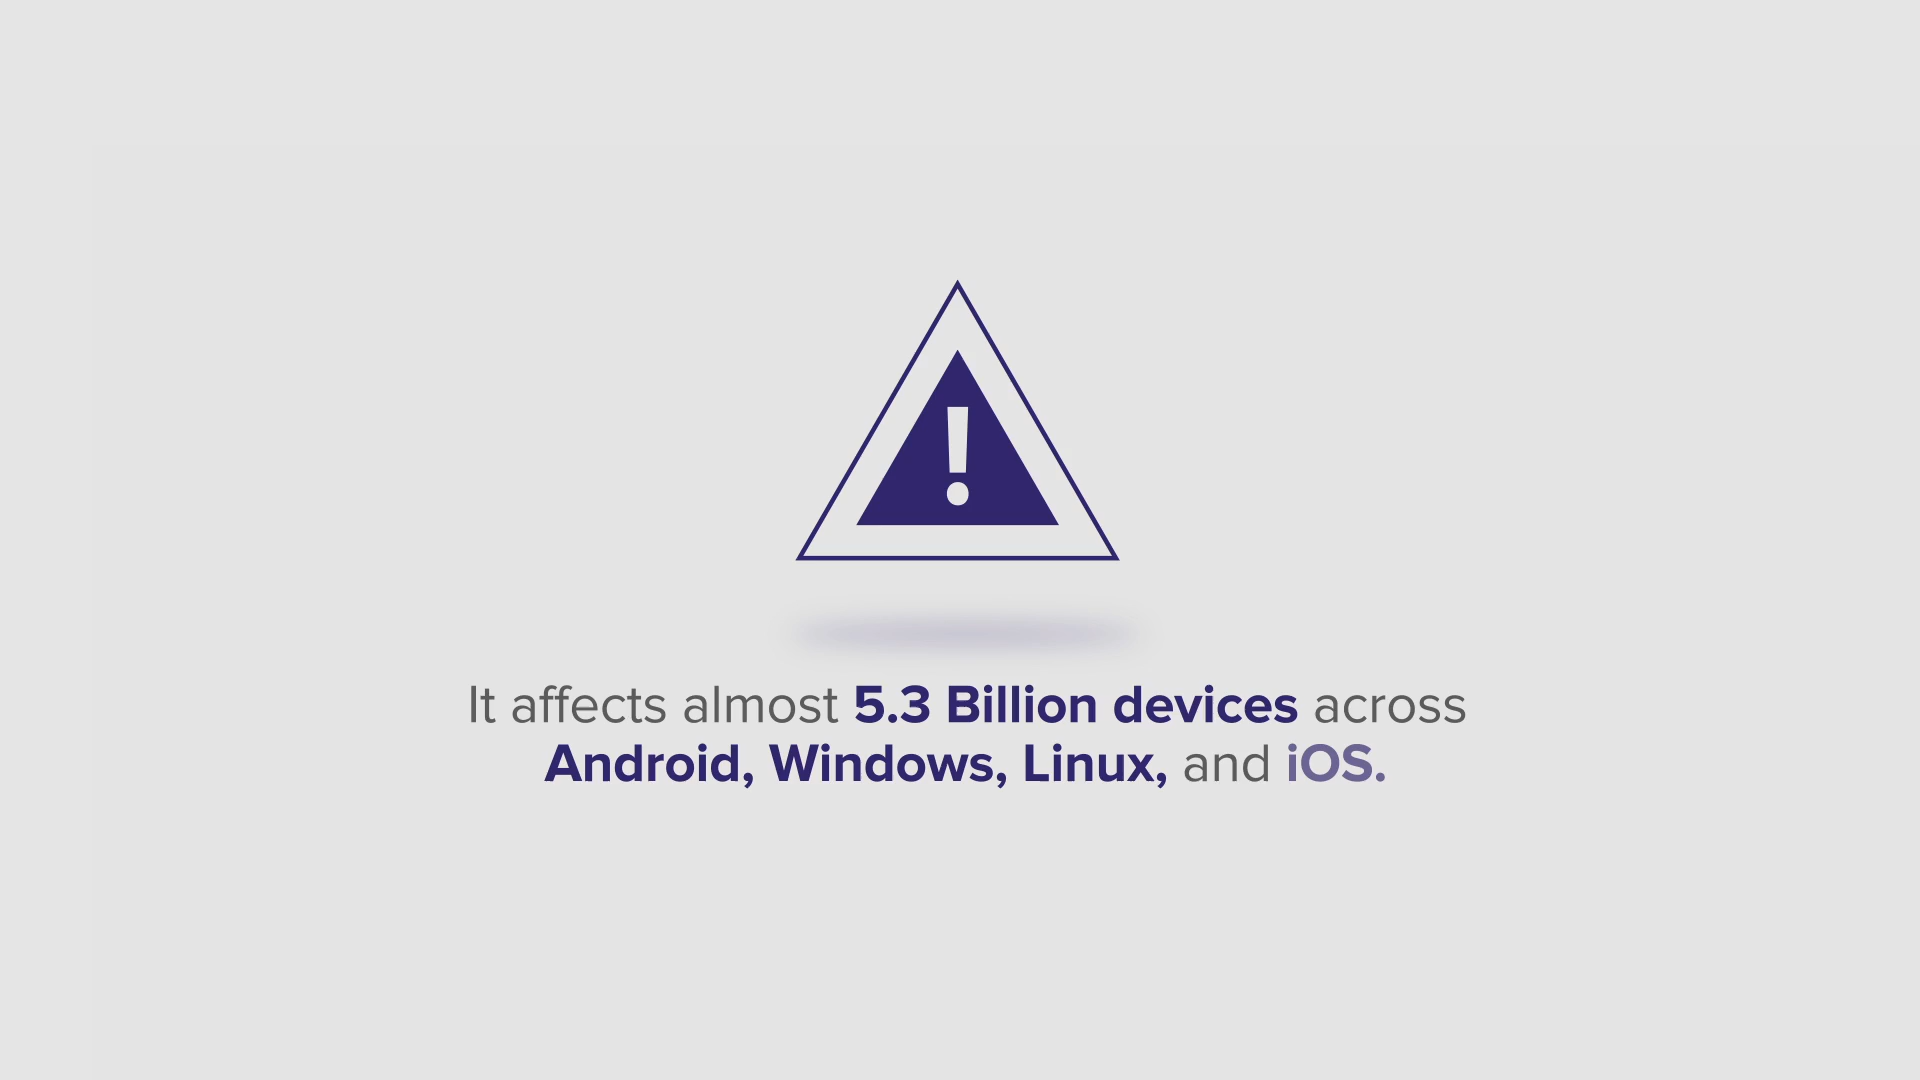 !
It affects almost 5.3 Billion devices across
Android, Windows, Linux, and iOS.